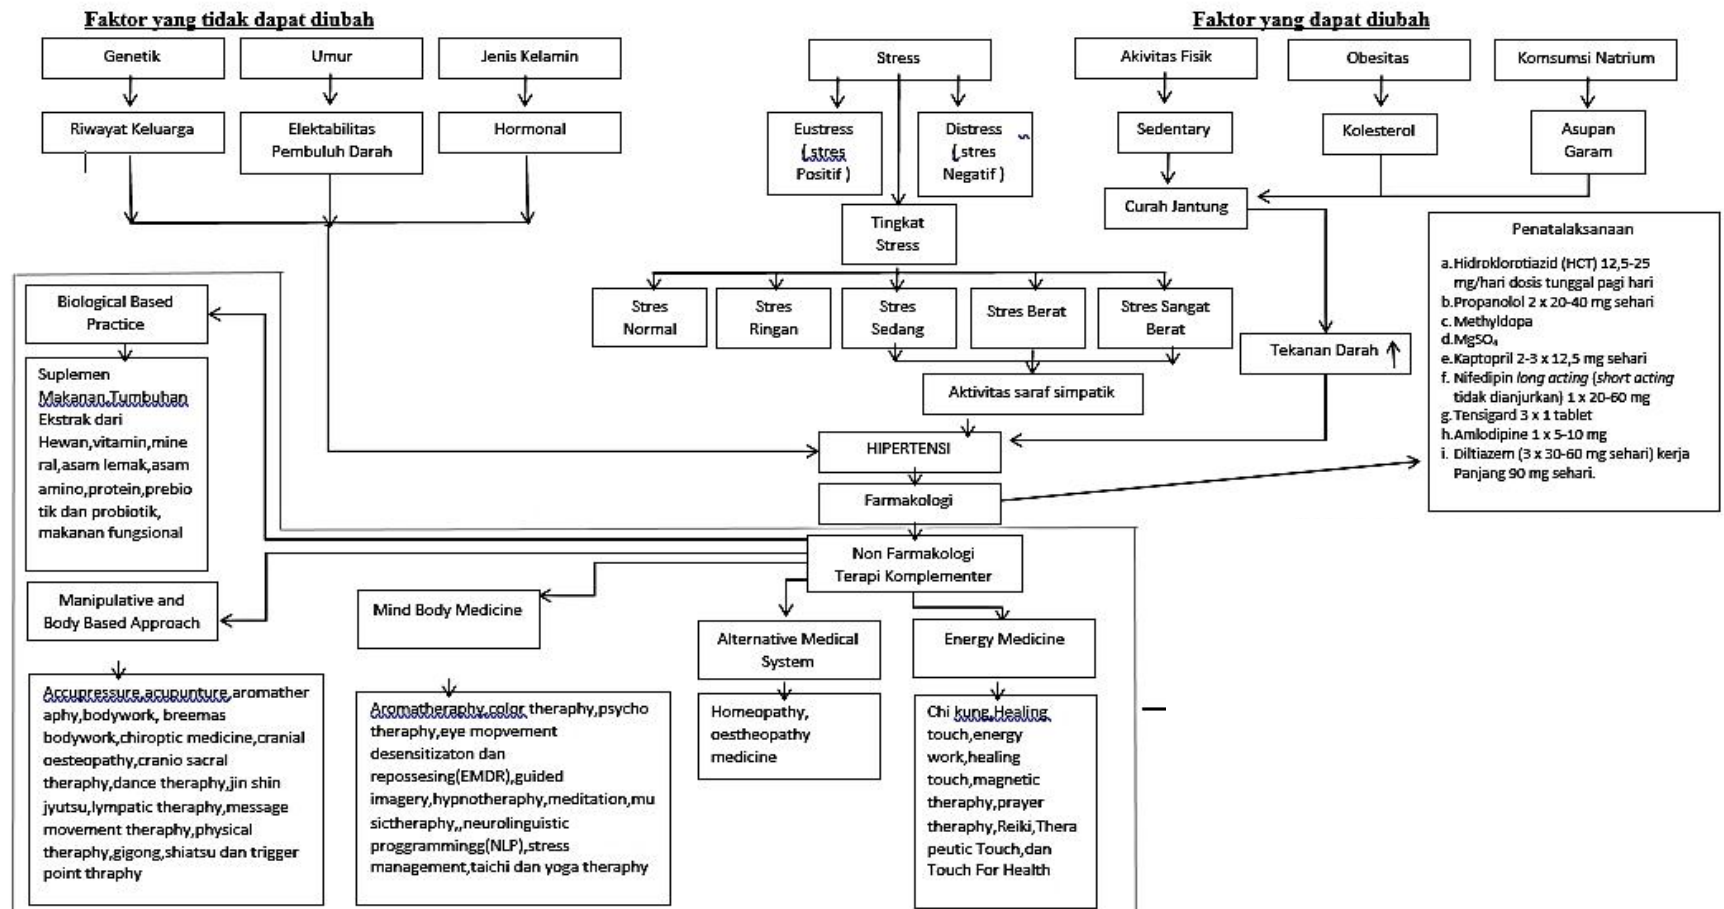 Faktor yang tidak dapat diubah
Faktor yang dapat diubah
Genetik
Umur
Jenis Kelamin
Stress
Akivitas Fisik
Obesitas
Komsumsi Natrium
Riwayat Keluarga
Elektabilitas
Pembuluh Darah
Hormonal
Eustress
( stres
Positif )
Distress
( stres
Negatif )
Sedentary
Kolesterol
Asupan
Garam
Tingkat
Stress
Curah Jantung
Stres
Normal
Stres
Ringan
Stres
Sedang
Stres Berat
Stres Sangat
Berat
Tekanan Darah
Aktivitas saraf simpatik
HIPERTENSI
Farmakologi
Penatalaksanaan
a. Hidroklorotiazid (HCT) 12,5-25
mg/hari dosis tunggal pagi hari
b. Propanolol 2 x 20-40 mg sehari
c. Methyldopa
d. MgSO₄
e. Kaptopril 2-3 x 12,5 mg sehari
f. Nifedipin long acting (short acting
tidak dianjurkan) 1 x 20-60 mg
g. Tensigard 3 x 1 tablet
h. Amlodipine 1 x 5-10 mg
i. Diltiazem (3 x 30-60 mg sehari) kerja
Panjang 90 mg sehari.
Non Farmakologi
Terapi Komplementer
Biological Based
Practice
Suplemen
Makanan,Tumbuhan
Ekstrak dari
Hewan,vitamin,mine
ral,asam lemak,asam
amino,protein,prebio
tik dan probiotik,
makanan fungsional
Manipulative and
Body Based Approach
Accupressure,acupunture,aromather
aphy,bodywork, breemas
bodywork,chiroptic medicine,cranial
oesteopathy,cranio sacral
theraphy,dance theraphy,jin shin
jyutsu,lympatic theraphy,message
movement theraphy,physical
theraphy,gigong,shiatsu dan trigger
point thraphy
Mind Body Medicine
Aromatheraphy,color theraphy,psycho
theraphy,eye mopvement
desensitizaton dan
repossesing(EMDR),guided
imagery,hypnotheraphy,meditation,mu
sictheraphy,,neurolinguistic
proggrammingg(NLP),stress
management,taichi dan yoga theraphy
Alternative Medical
System
Homeopathy,
oestheopathy
medicine
Energy Medicine
Chi kung,Healing
touch,energy
work,healing
touch,magnetic
theraphy,prayer
theraphy,Reiki,Thera
peutic Touch,dan
Touch For Health